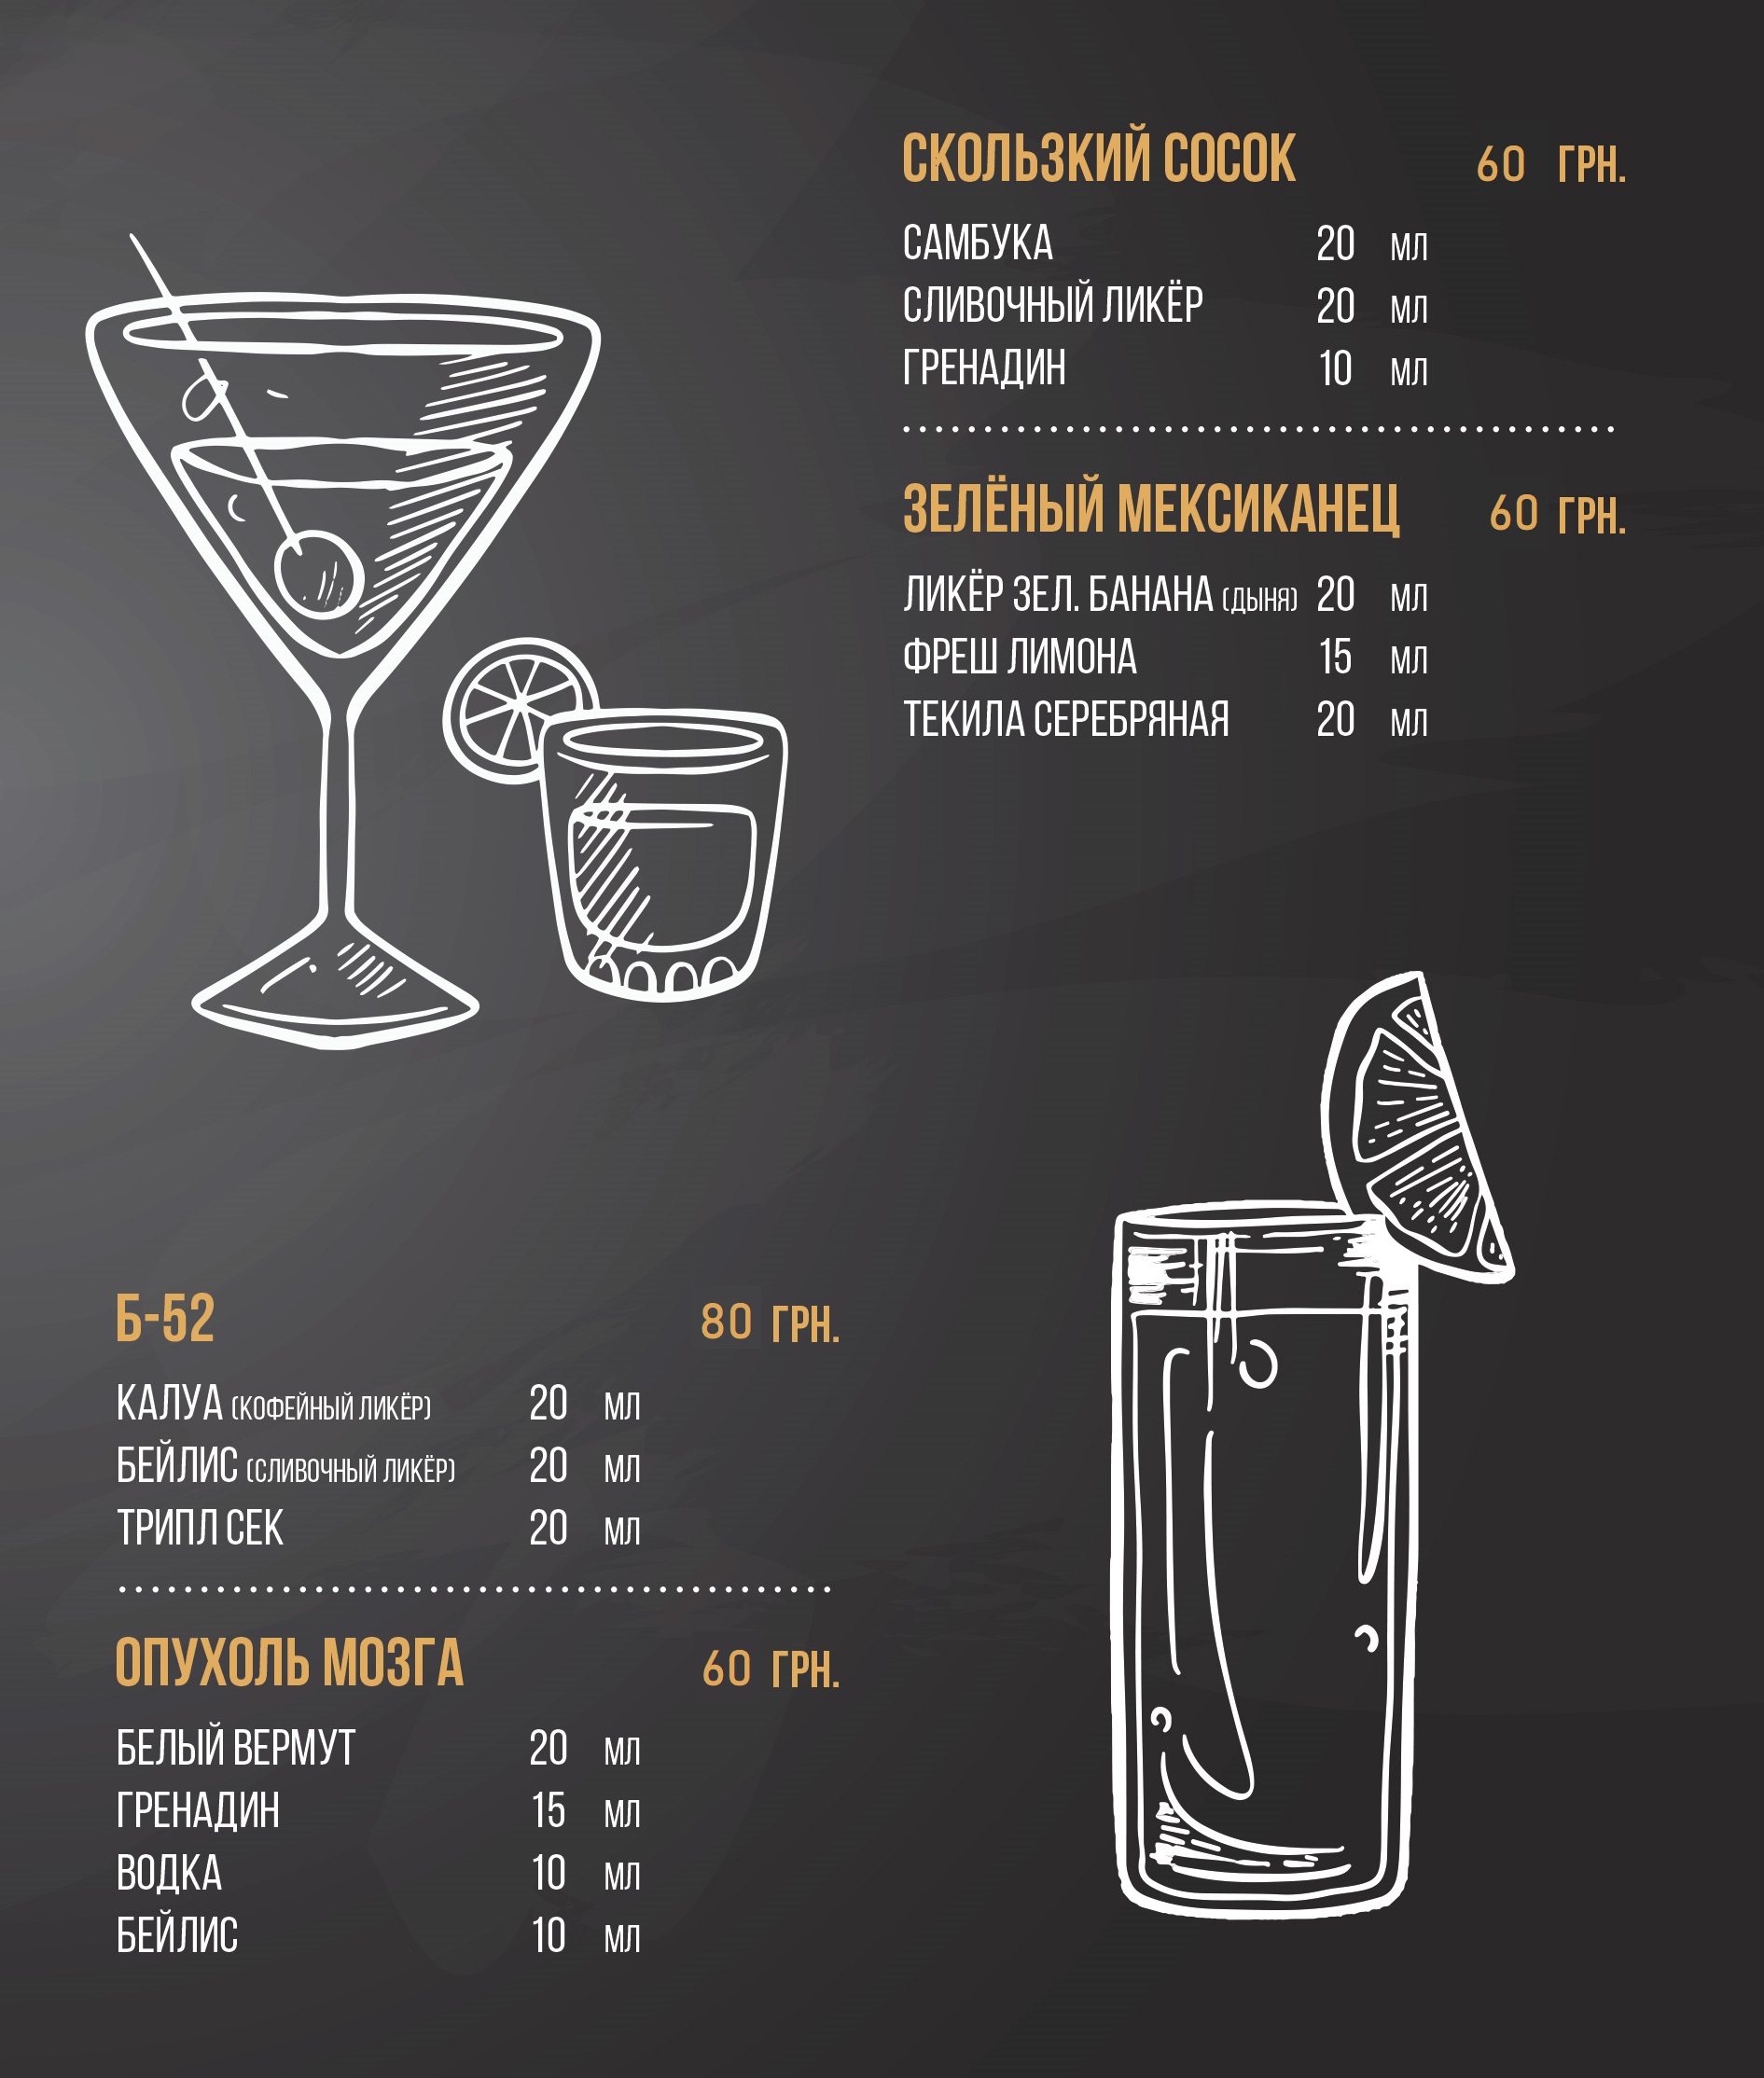 СКОЛЬЗКИЙ СОСОК 60 ГРН.
САМБУКА 20 МЛ
СЛИВОЧНЫЙ ЛИКЁР 20 МЛ
ГРЕНАДИН 10 МЛ
ЗЕЛЁНЫЙ МЕКСИКАНЕЦ 60 ГРН.
ЛИКЁР ЗЕЛ. БАНАНА (ДЫНЯ) 20 МЛ
ФРЕШ ЛИМОНА 15 МЛ
ТЕКИЛА СЕРЕБРЯНАЯ 20 МЛ
Б-52 80 ГРН.
КАЛУА (КОФЕЙНЫЙ ЛИКЁР) 20 МЛ
БЕЙЛИС (СЛИВОЧНЫЙ ЛИКЁР) 20 МЛ
ТРИПЛ СЕК 20 МЛ
ОПУХОЛЬ МОЗГА 60 ГРН.
БЕЛЫЙ ВЕРМУТ 20 МЛ
ГРЕНАДИН 15 МЛ
ВОДКА 10 МЛ
БЕЙЛИС 10 МЛ